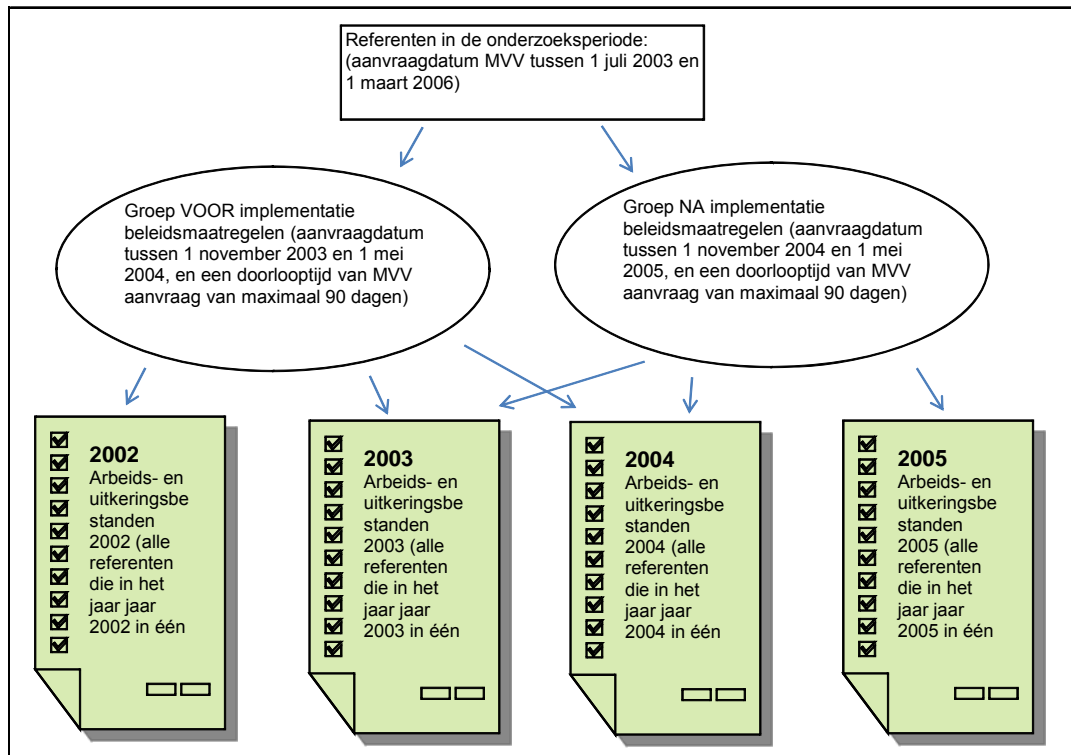 Referenten in de onderzoeksperiode:
(aanvraagdatum MVV tussen 1 juli 2003 en
1 maart 2006)
Groep VOOR implementatie
beleidsmaatregelen (aanvraagdatum
tussen 1 november 2003 en 1 mei
2004, en een doorlooptijd van MVV
aanvraag van maximaal 90 dagen)
Groep NA implementatie
beleidsmaatregelen (aanvraagdatum
tussen 1 november 2004 en 1 mei
2005, en een doorlooptijd van MVV
aanvraag van maximaal 90 dagen)
2002
Arbeids- en
uitkeringsbe
standen
2002 (alle
referenten
die in het
jaar jaar
2002 in één
2003
Arbeids- en
uitkeringsbe
standen
2003 (alle
referenten
die in het
jaar jaar
2003 in één
2004
Arbeids- en
uitkeringsbe
standen
2004 (alle
referenten
die in het
jaar jaar
2004 in één
2005
Arbeids- en
uitkeringsbe
standen
2005 (alle
referenten
die in het
jaar jaar
2005 in één